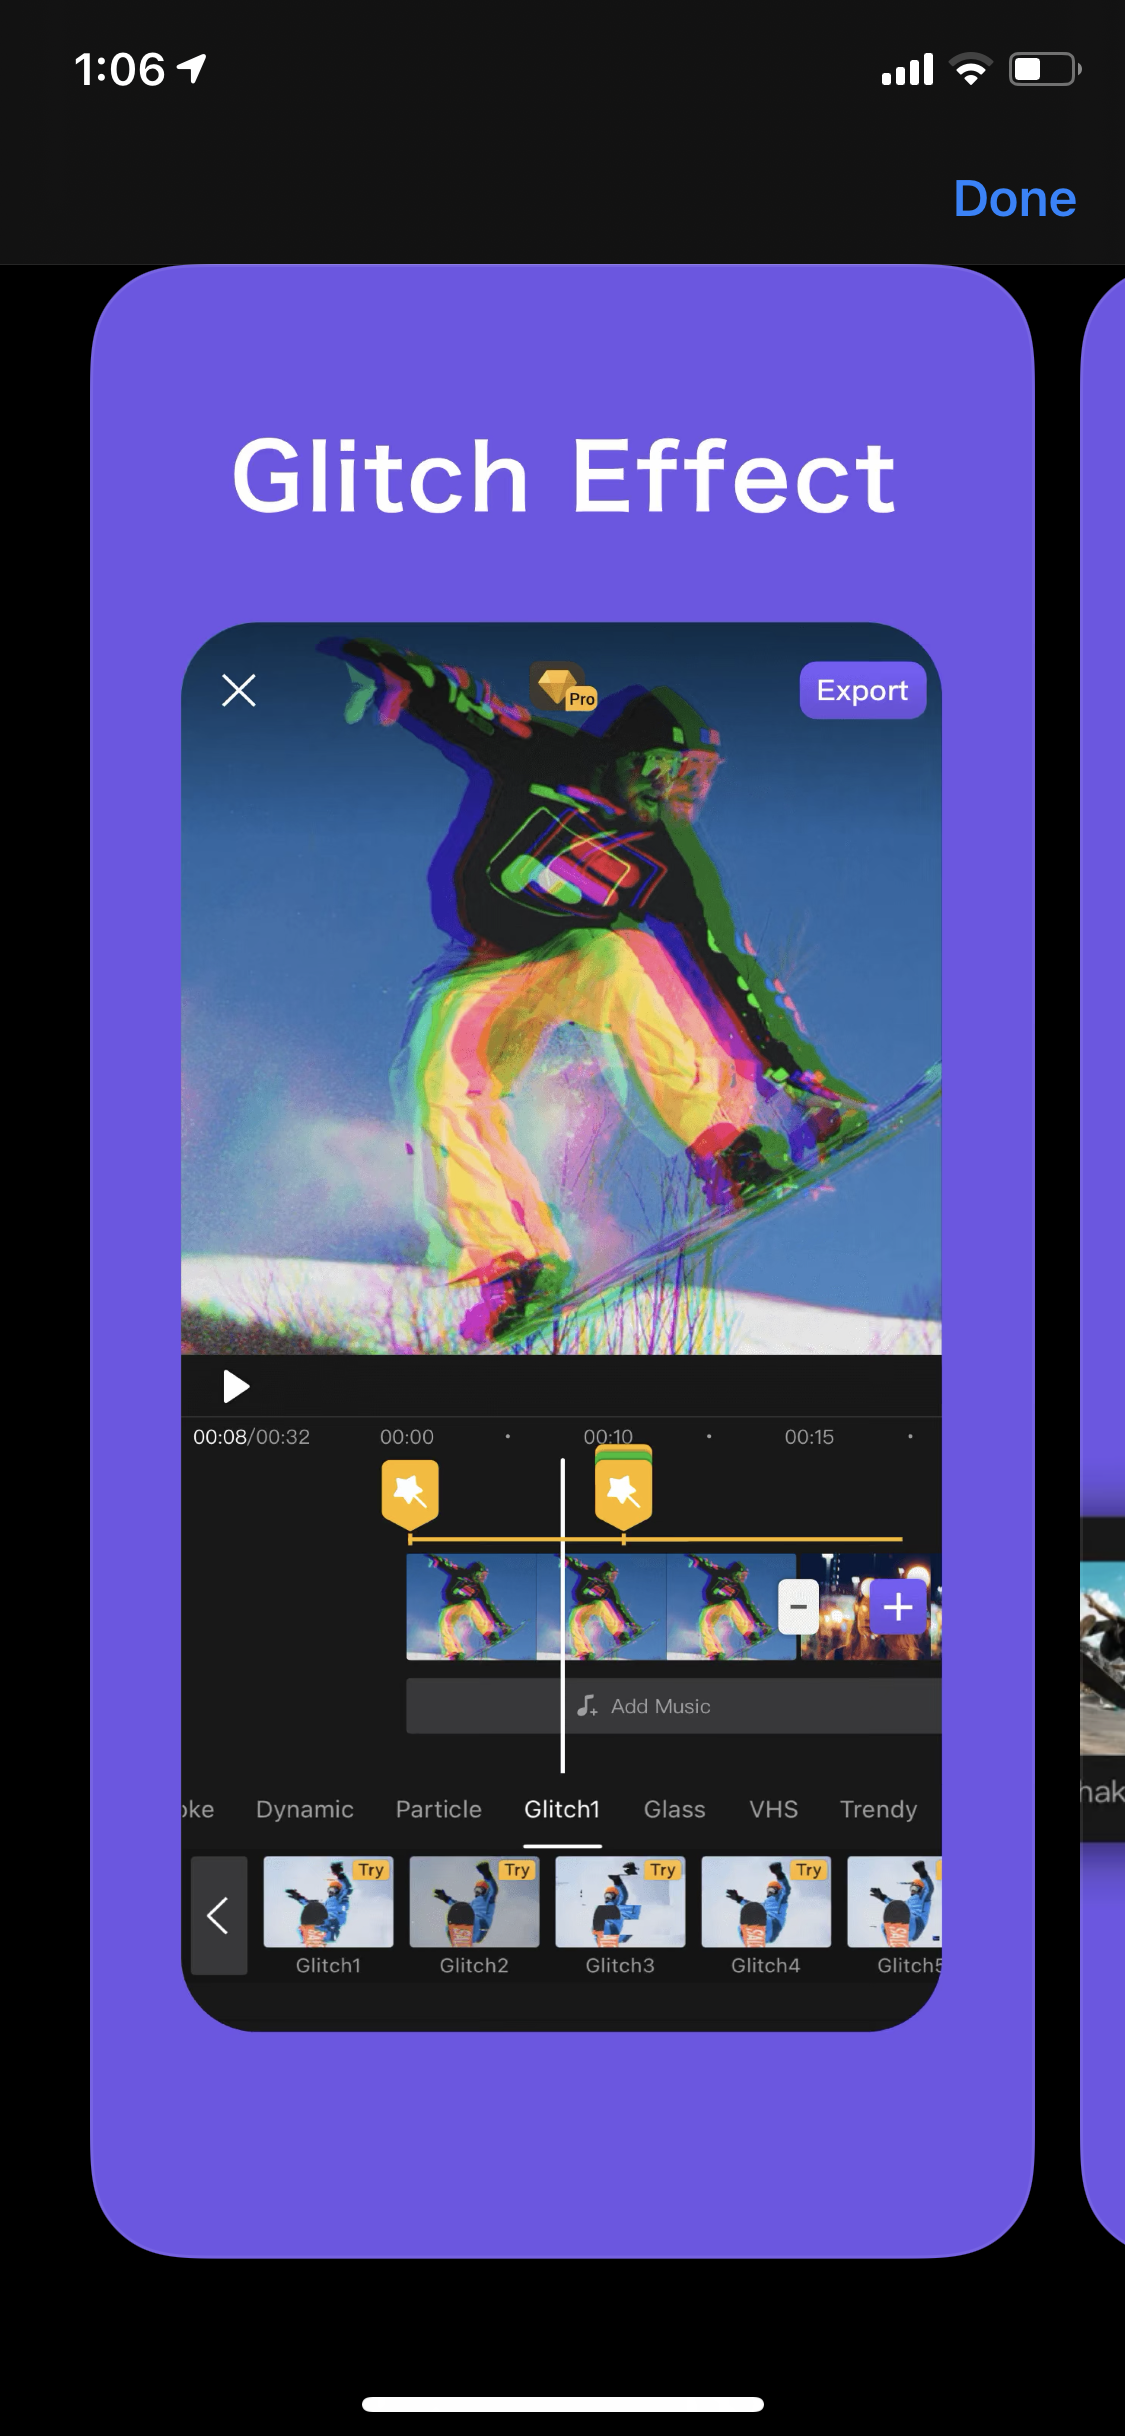 1:06
Done
Glitch Effect
Pro
Export
00:08/00:32 00:00 00:10 00:15
Add Music
oke Dynamic Particle Glitch1 Glass VHS Trendy
Try Try Try Try
Glitch1 Glitch2 Glitch3 Glitch4 Glitch5
hak